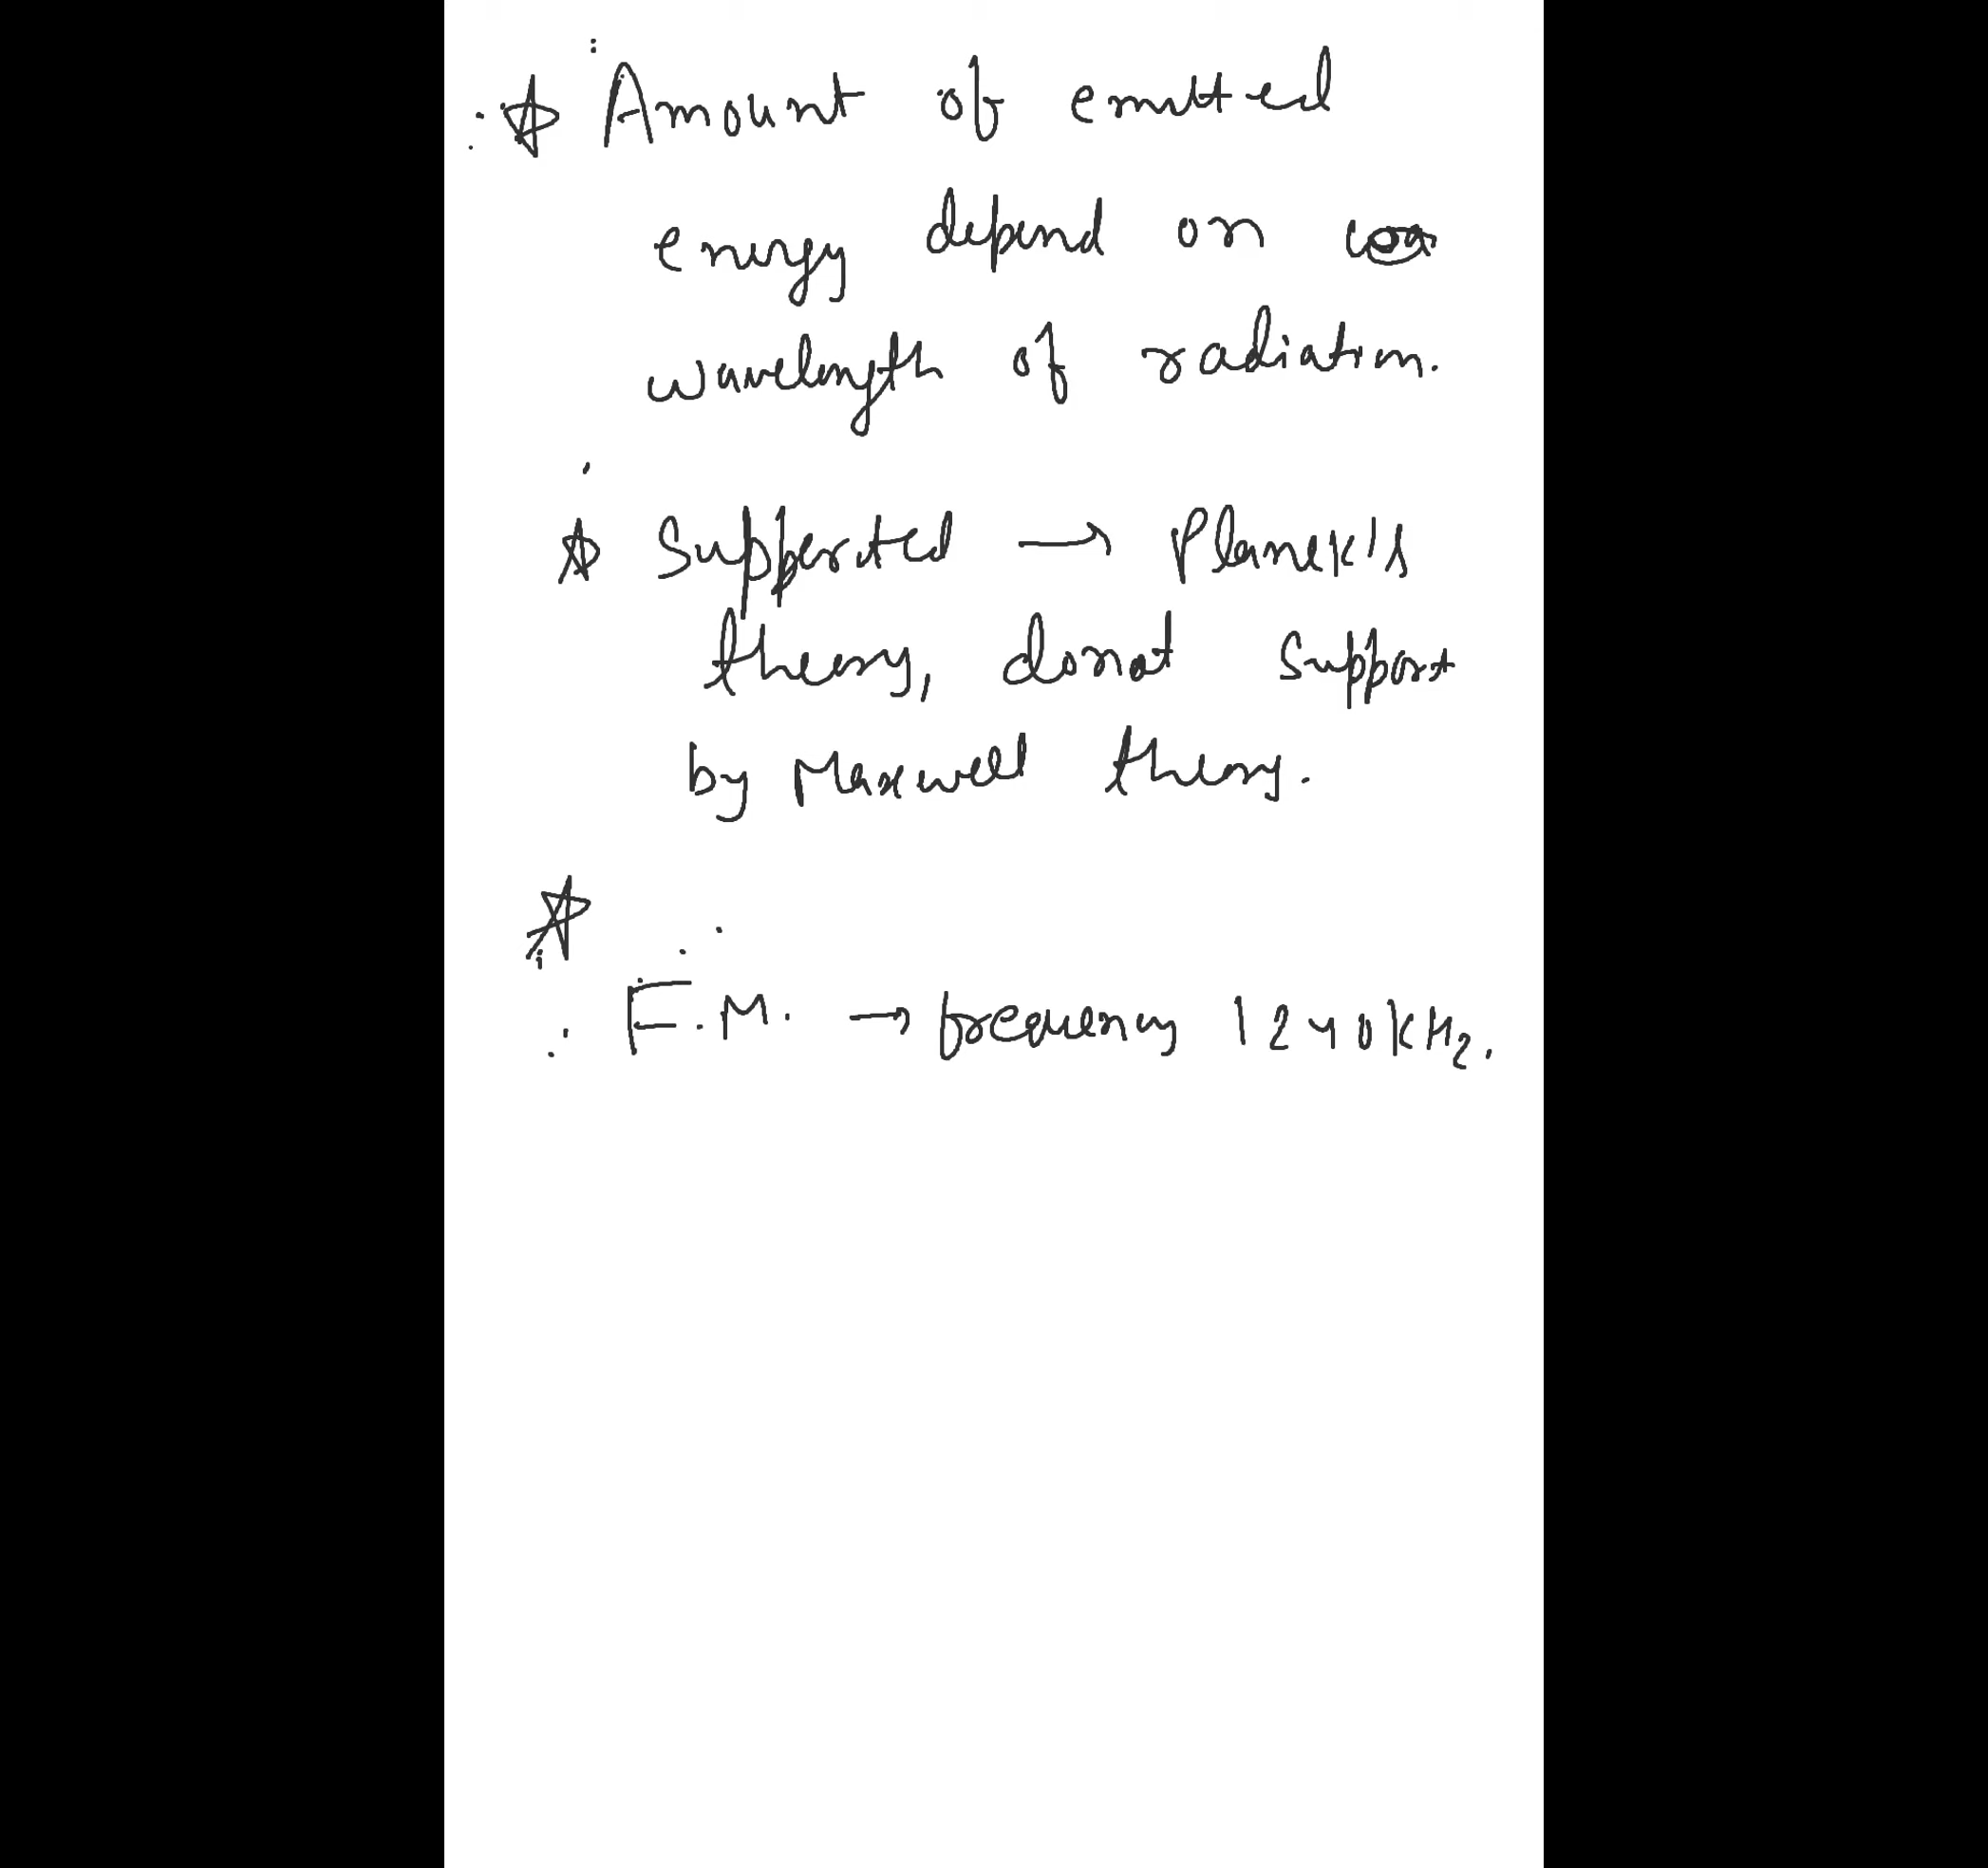 Amount of emitted
energy depend on
wavelength of radiation.
Supported → Planck's
theory, donot support
by Maxwell theory.
F.M. → frequency 1240kHz.